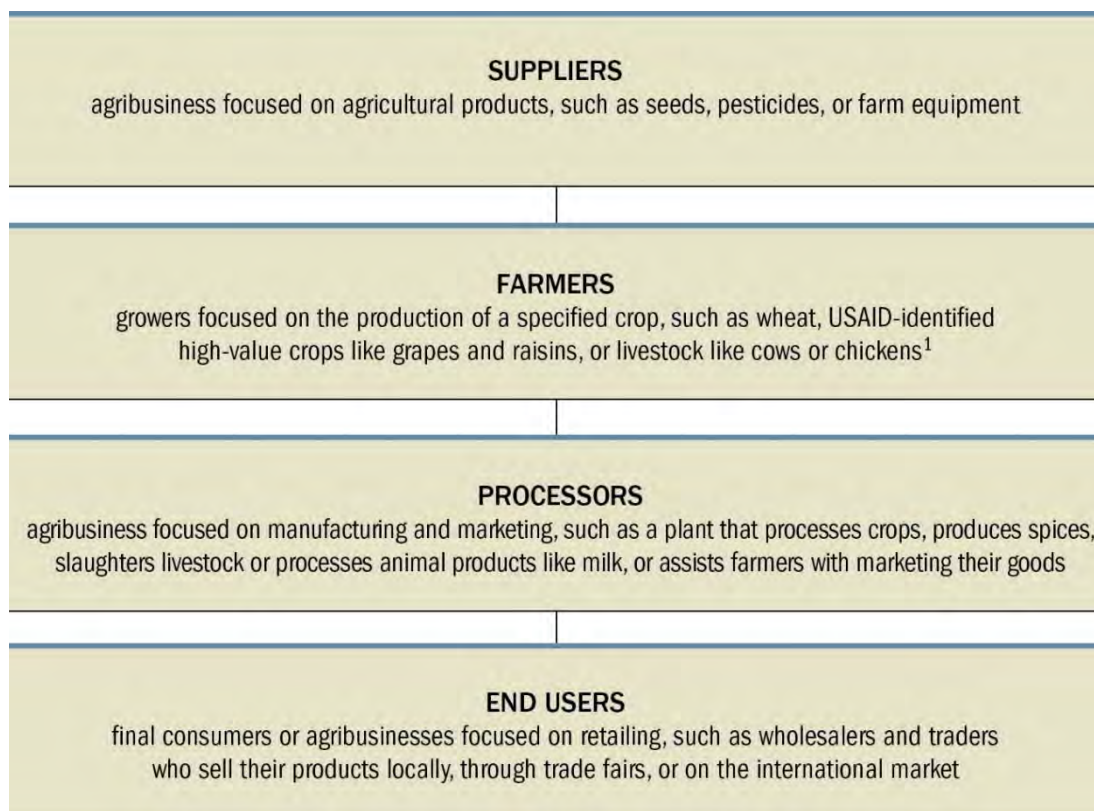 SUPPLIERS
agribusiness focused on agricultural products, such as seeds, pesticides, or farm equipment
FARMERS
growers focused on the production of a specified crop, such as wheat, USAID-identified
high-value crops like grapes and raisins, or livestock like cows or chickens¹
PROCESSORS
agribusiness focused on manufacturing and marketing, such as a plant that processes crops, produces spices,
slaughters livestock or processes animal products like milk, or assists farmers with marketing their goods
END USERS
final consumers or agribusinesses focused on retailing, such as wholesalers and traders
who sell their products locally, through trade fairs, or on the international market